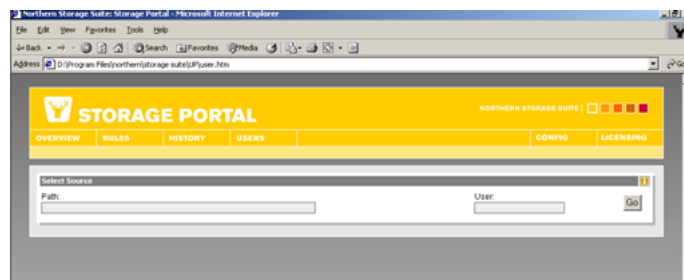 Northern Storage Suite: Storage Portal - Microsoft Internet Explorer
File Edit View Favorites Tools Help
Back Search Favorites Media
Address D:\Program Files\northern\storage suite\UP\user.htm Go
STORAGE PORTAL
NORTHERN STORAGE SUITE
OVERVIEW RULES HISTORY USERS CONFIG LICENSING
Select Source
Path: User:
Go